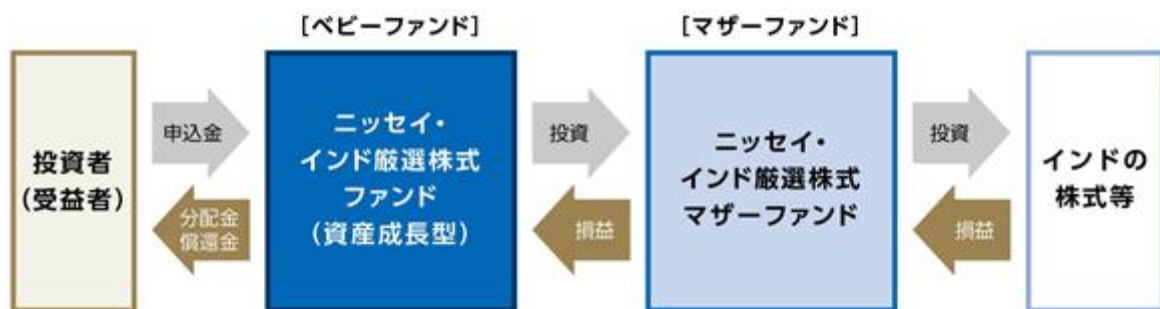 [ベビーファンド]
[マザーファンド]
投資者
(受益者)
申込金
分配金
償還金
ニッセイ・
インド厳選株式
ファンド
(資産成長型)
投資
損益
ニッセイ・
インド厳選株式
マザーファンド
投資
損益
インドの
株式等